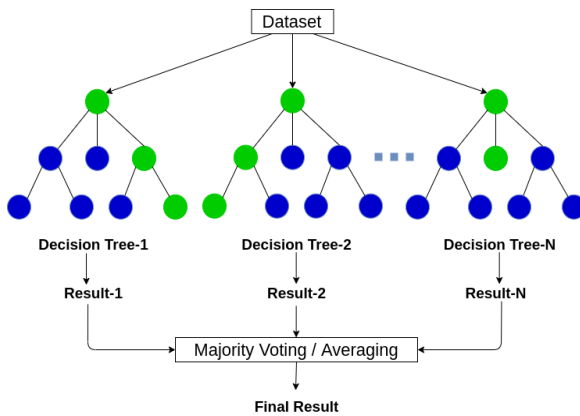 Dataset
Decision Tree-1
Decision Tree-2
Decision Tree-N
Result-1
Result-2
Result-N
Majority Voting / Averaging
Final Result